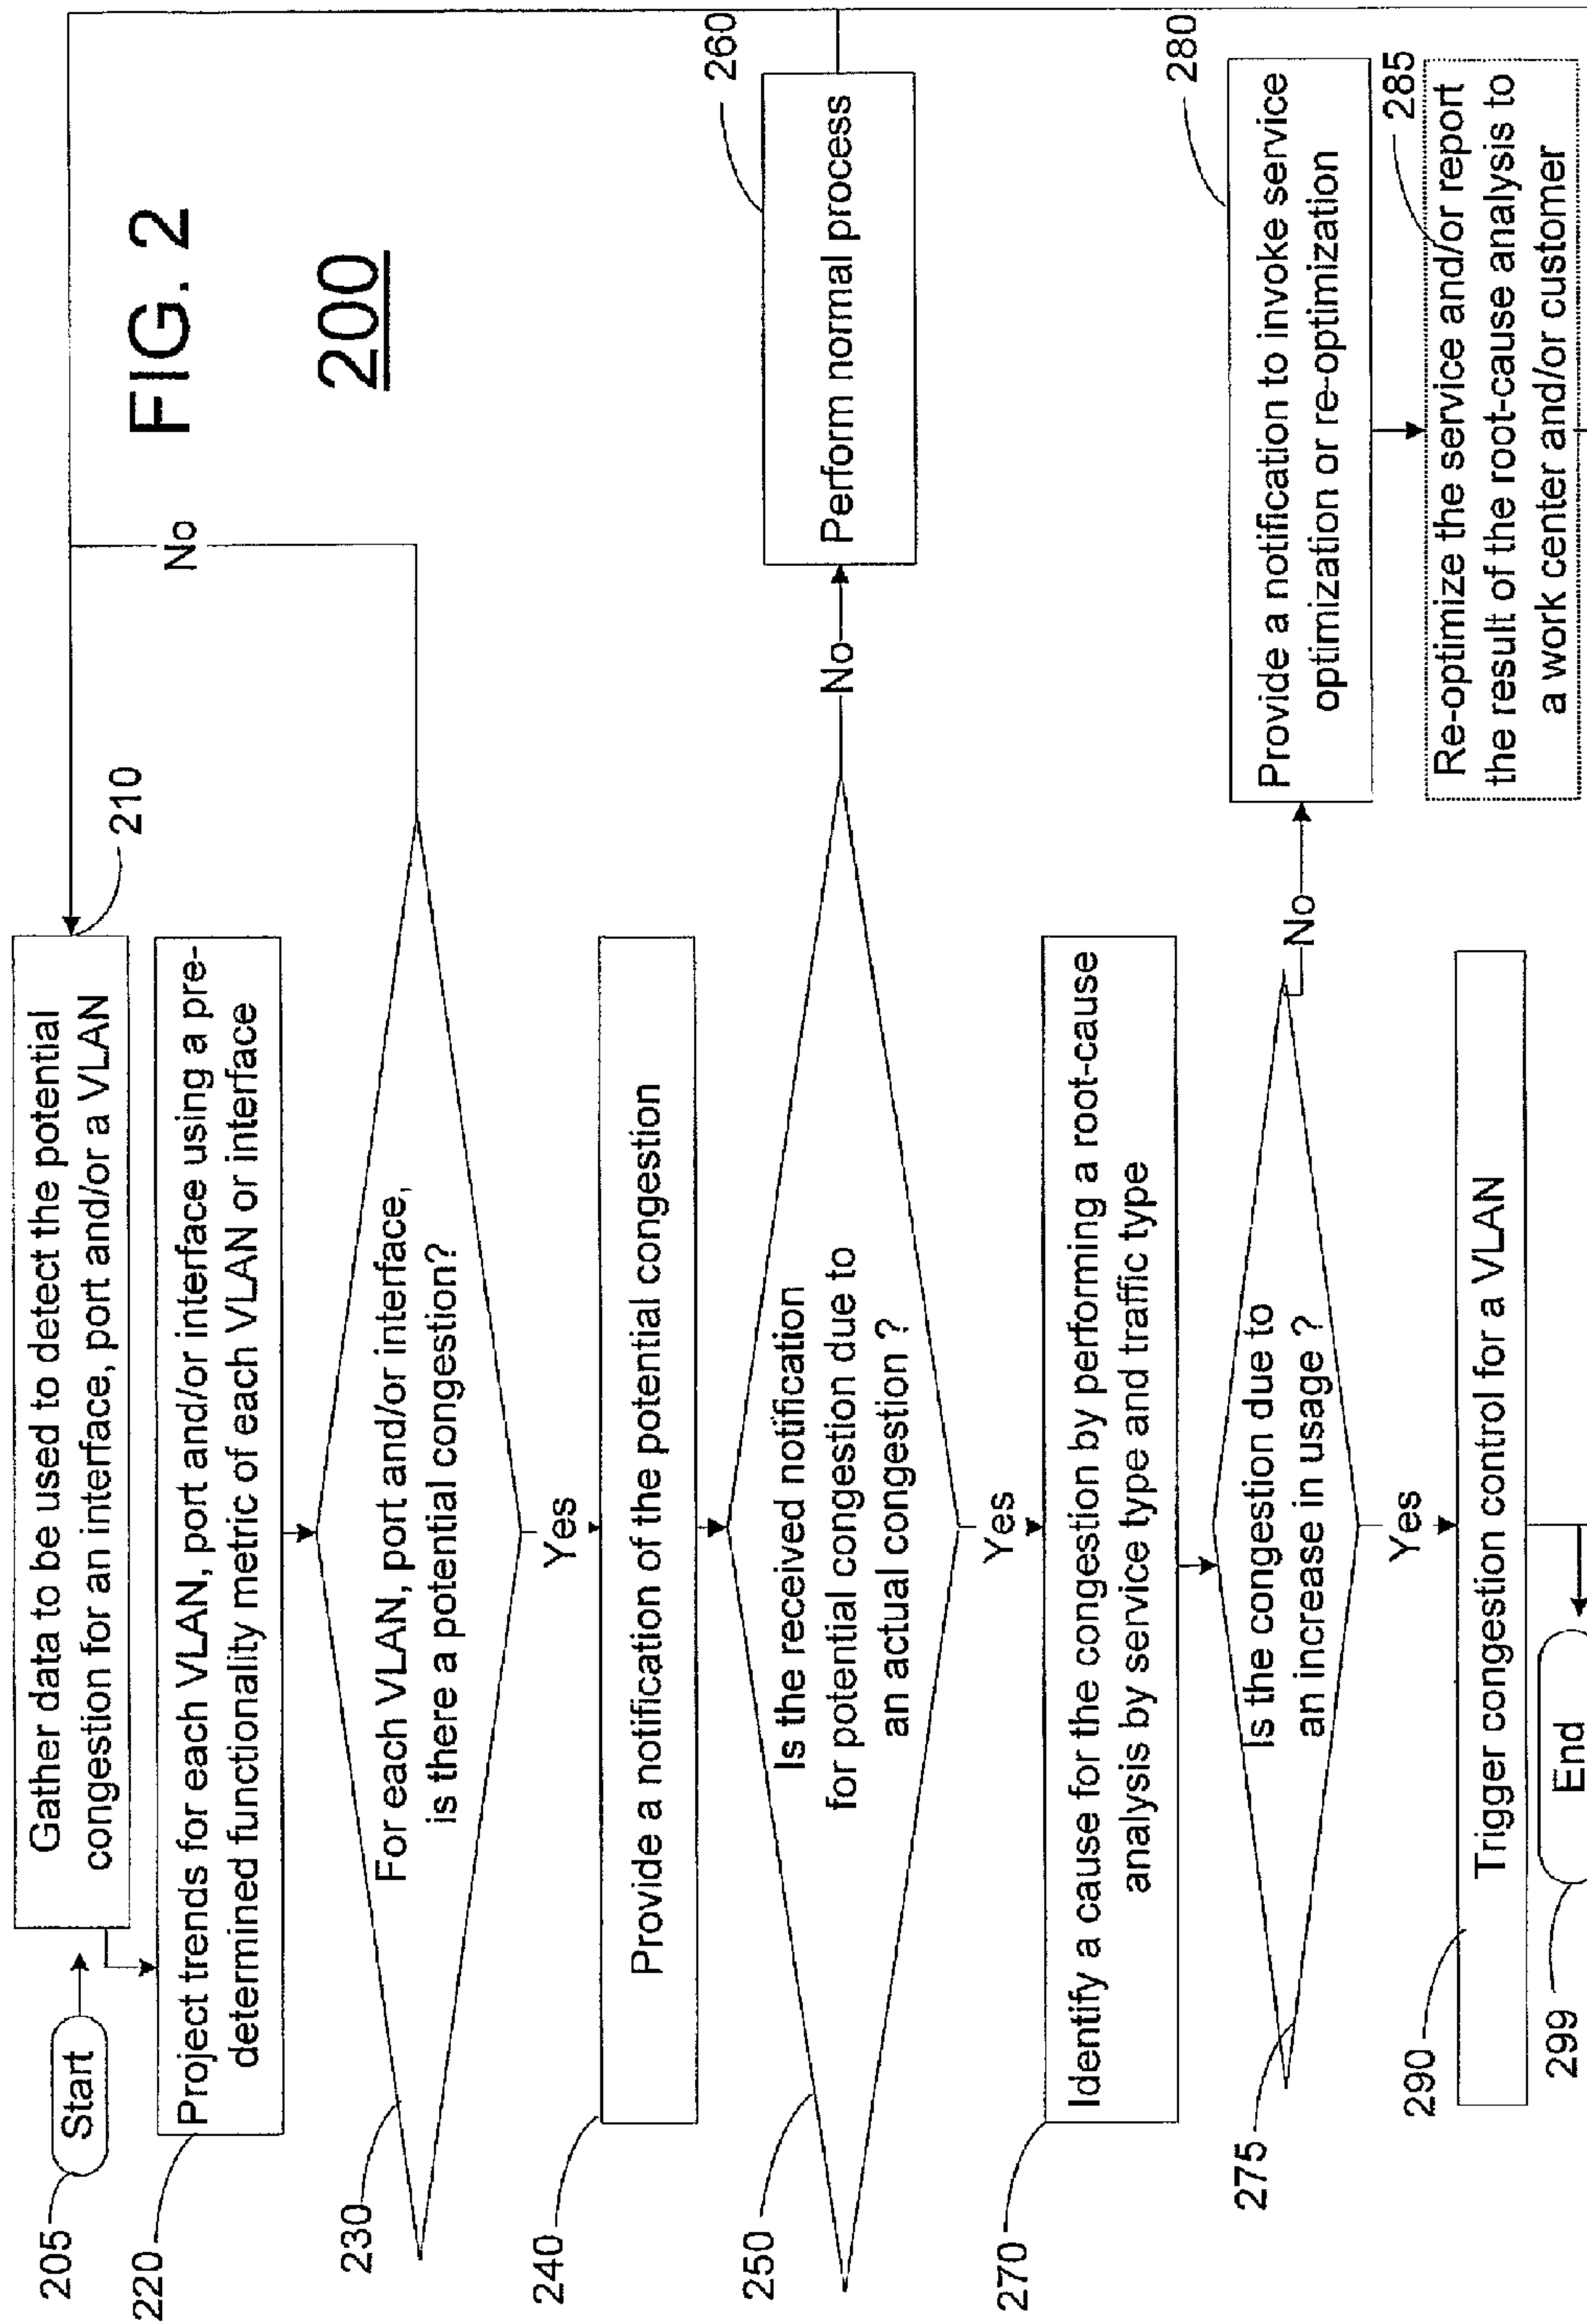 FIG. 2
200
205
Start
210
Gather data to be used to detect the potential
congestion for an interface, port and/or a VLAN
220
Project trends for each VLAN, port and/or interface using a pre-
determined functionality metric of each VLAN or interface
230
For each VLAN, port and/or interface,
is there a potential congestion?
No
Yes
240
Provide a notification of the potential congestion
250
Is the received notification
for potential congestion due to
an actual congestion ?
No
260
Perform normal process
Yes
270
Identify a cause for the congestion by performing a root-cause
analysis by service type and traffic type
275
Is the congestion due to
an increase in usage ?
No
280
Provide a notification to invoke service
optimization or re-optimization
285
Re-optimize the service and/or report
the result of the root-cause analysis to
a work center and/or customer
Yes
290
Trigger congestion control for a VLAN
299
End